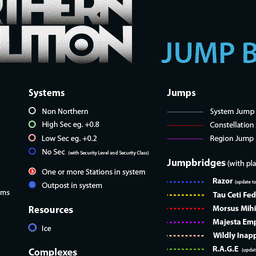 RTHERN
LITION
JUMP B
Systems
Non Northern
High Sec eg. +0.8
Low Sec eg. +0.2
No Sec (with Security Level and Security Class)
One or more Stations in system
Outpost in system
ms
Resources
Ice
Complexes
Jumps
System Jump
Constellation
Region Jump
Jumpbridges (with pla
Razor (update to
Tau Ceti Fed
Morsus Mihi
Majesta Emp
Wildly Inapp
R.A.G.E (update t